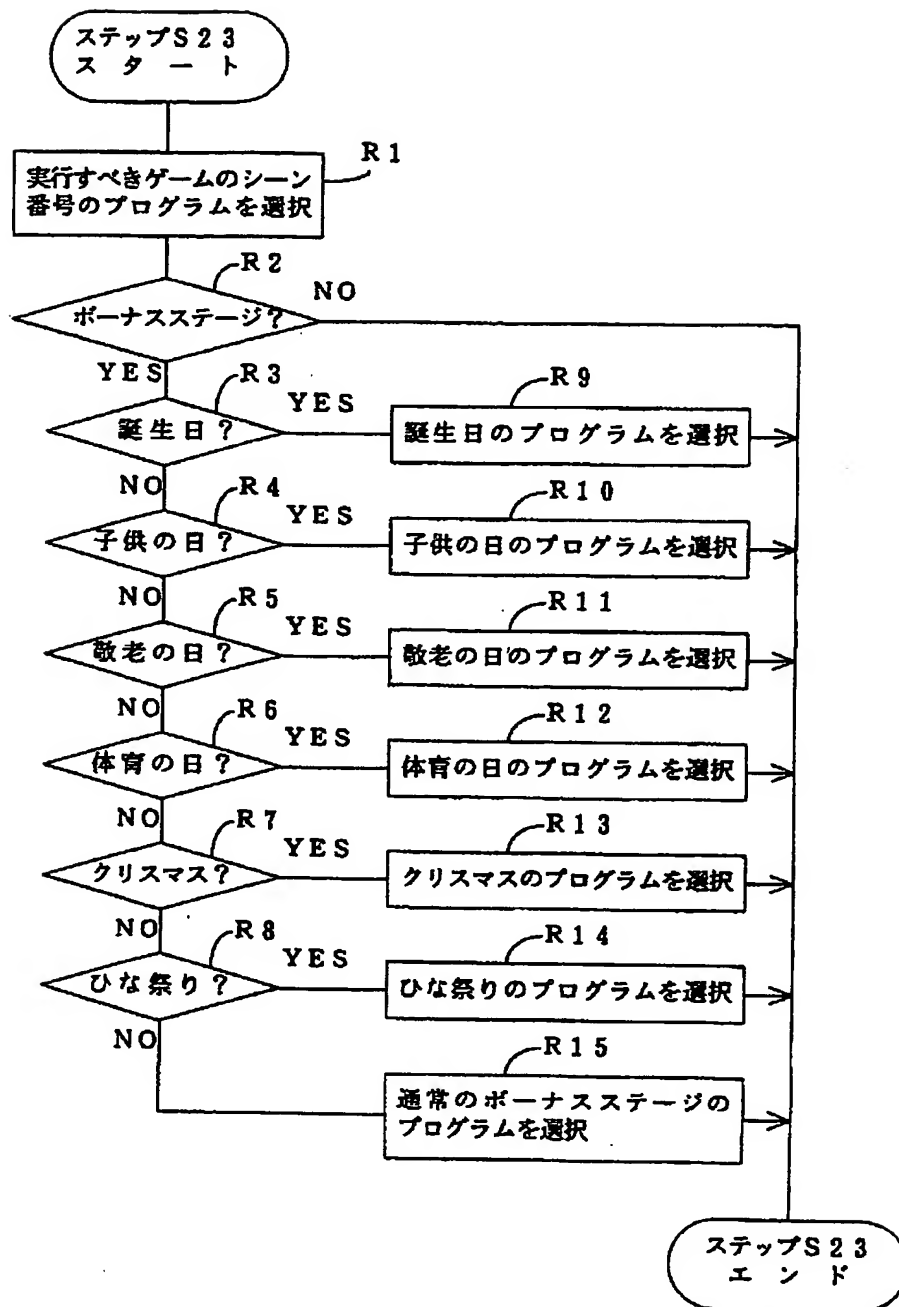 ステップS23
スタート
R1
実行すべきゲームのシーン
番号のプログラムを選択
R2
NO
ボーナスステージ?
YES
R3
YES
R9
誕生日?
誕生日のプログラムを選択
NO
R4
YES
R10
子供の日?
子供の日のプログラムを選択
NO
R5
YES
R11
敬老の日?
敬老の日のプログラムを選択
NO
R6
YES
R12
体育の日?
体育の日のプログラムを選択
NO
R7
YES
R13
クリスマス?
クリスマスのプログラムを選択
NO
R8
YES
R14
ひな祭り?
ひな祭りのプログラムを選択
NO
R15
通常のボーナスステージの
プログラムを選択
ステップS23
エンド